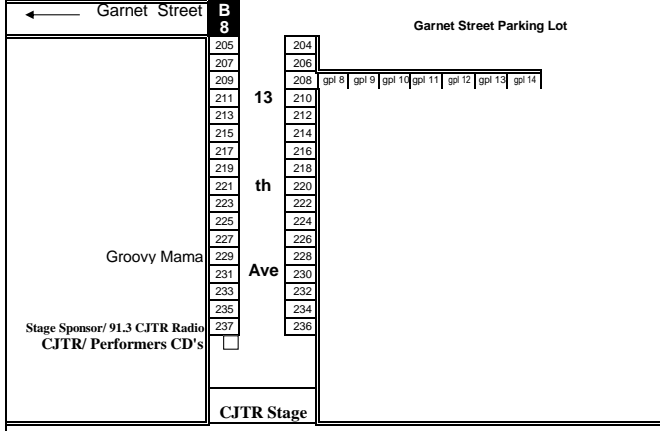 Garnet Street
B
8
Garnet Street Parking Lot
205 204
207 206
209 208 gpl 8 gpl 9 gpl 10 gpl 11 gpl 12 gpl 13 gpl 14
211 13 210
213 212
215 214
217 216
219 218
221 th 220
223 222
225 224
227 226
Groovy Mama 229 228
231 Ave 230
233 232
235 234
Stage Sponsor/ 91.3 CJTR Radio 237 236
CJTR/ Performers CD's
CJTR Stage